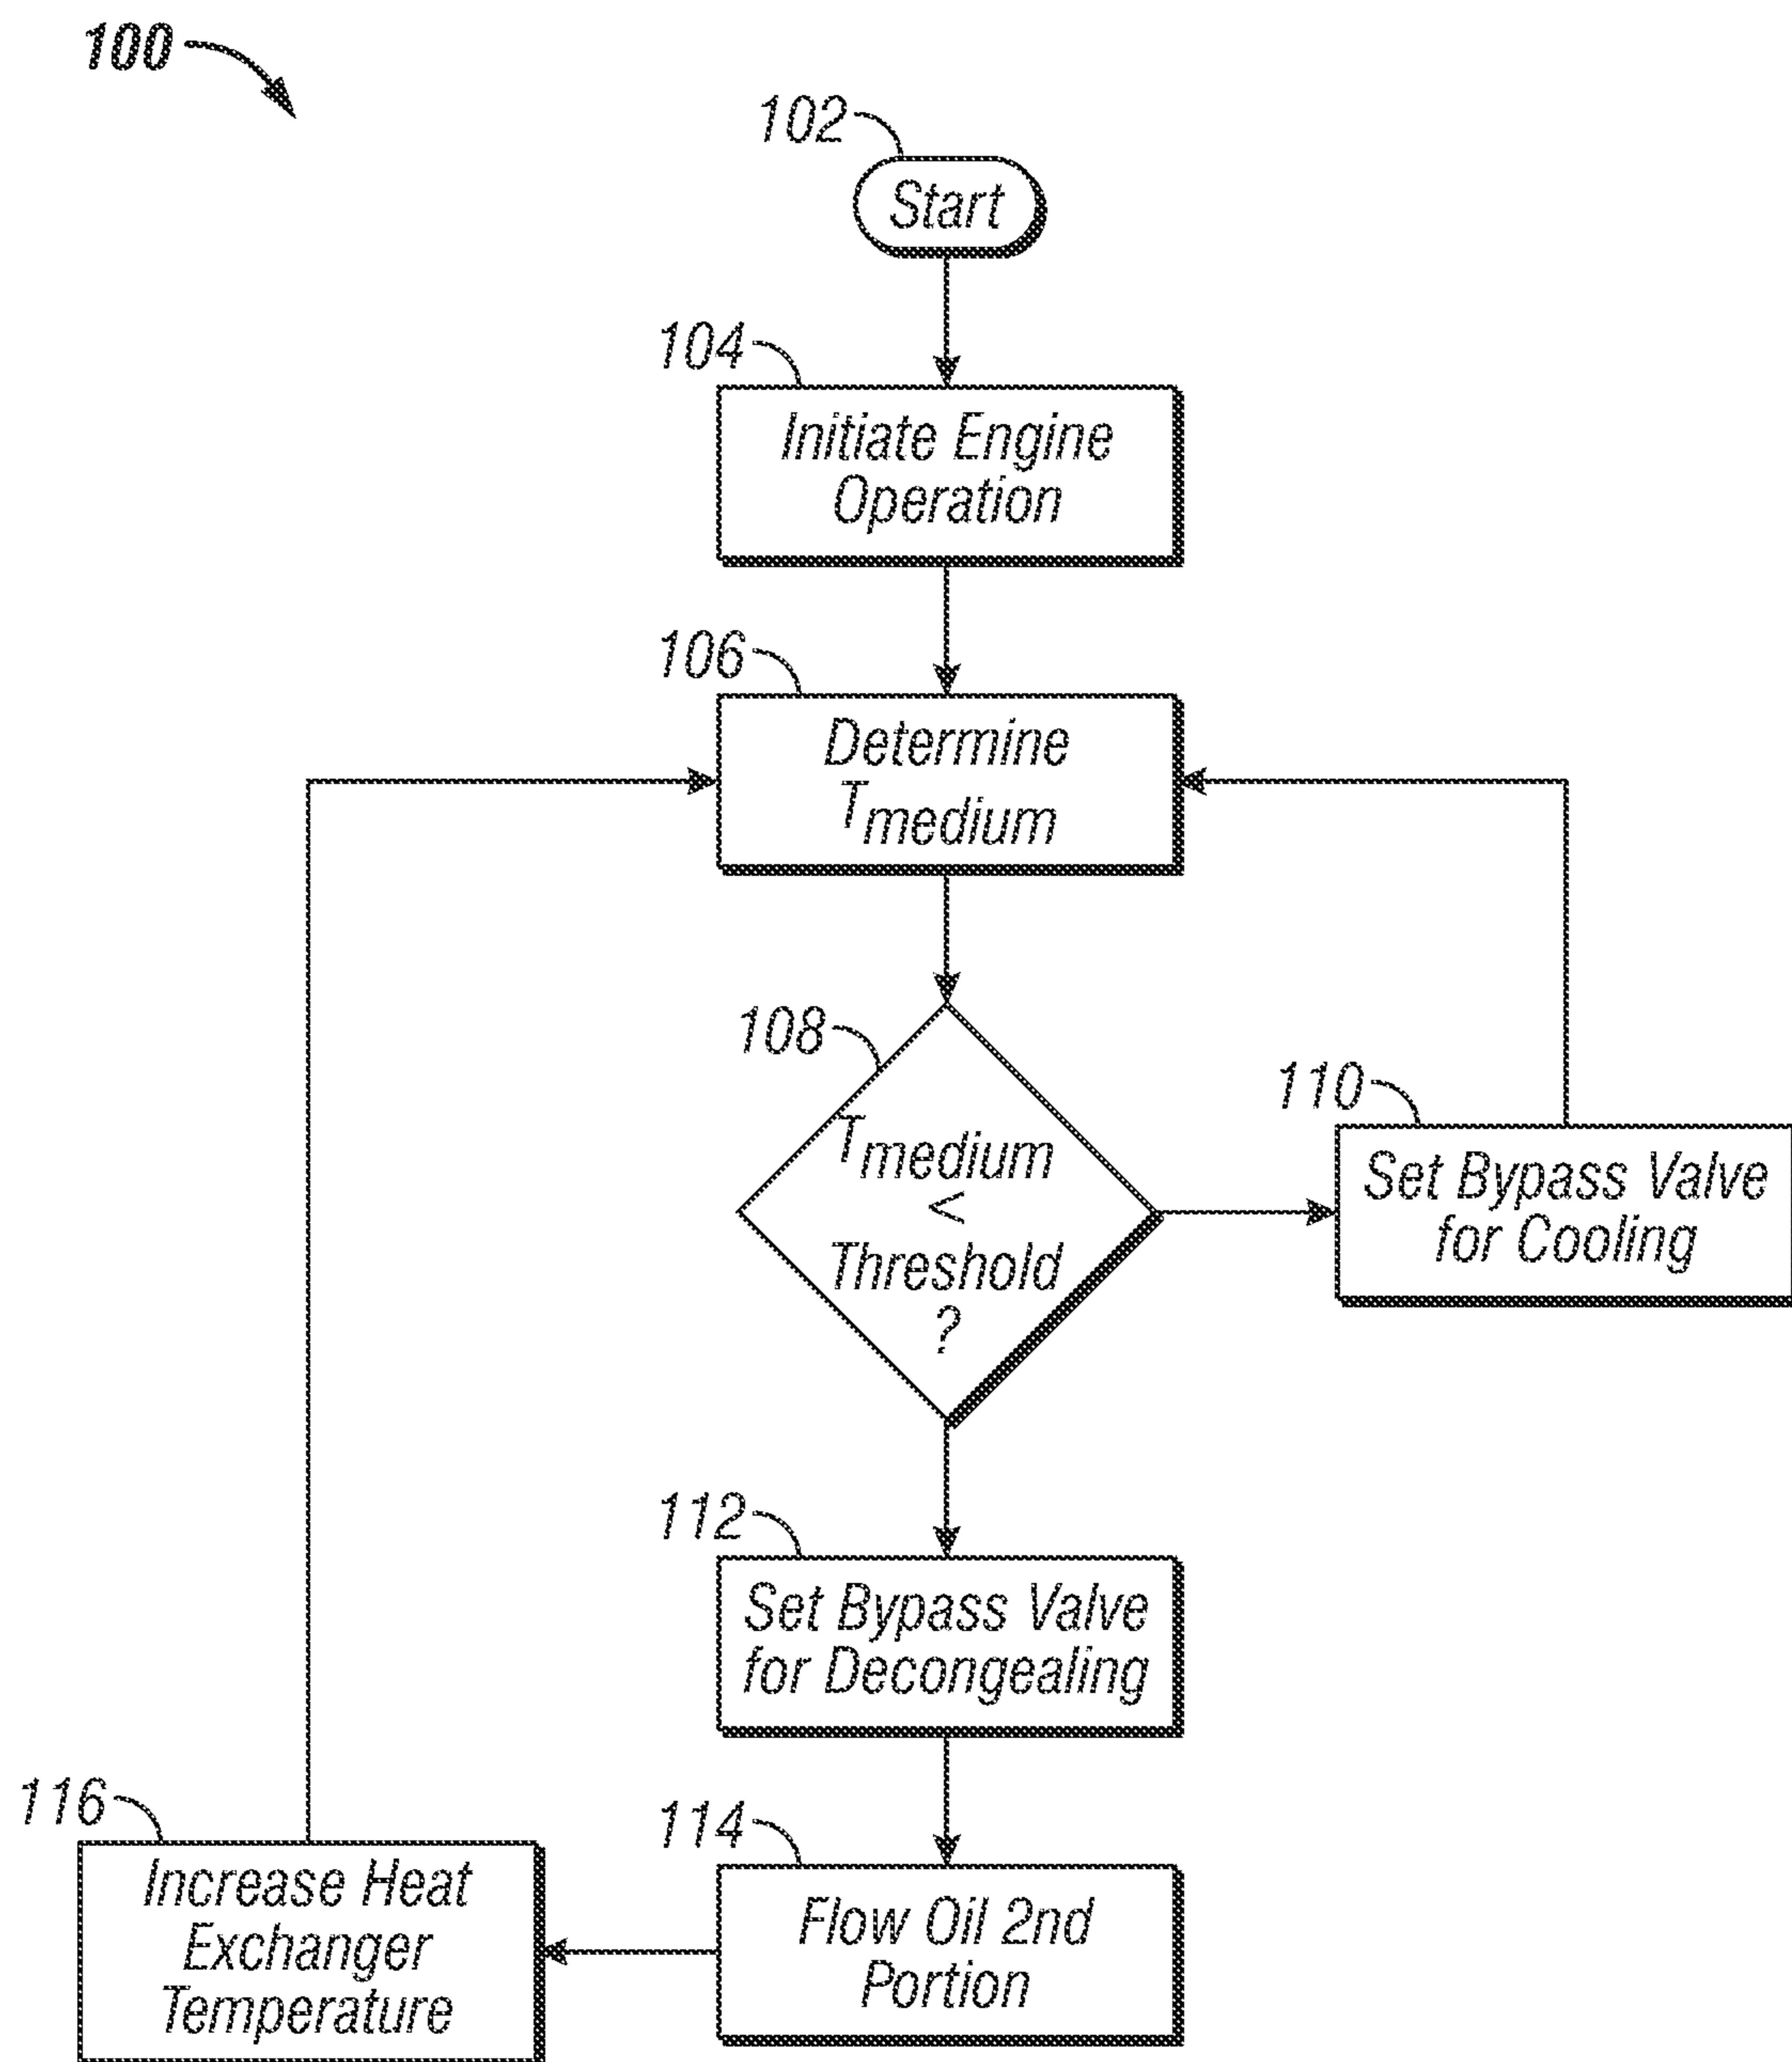 100
102
Start
104
Initiate Engine
Operation
106
Determine
Tmedium
108
Tmedium
<
Threshold
?
110
Set Bypass Valve
for Cooling
112
Set Bypass Valve
for Decongealing
114
Flow Oil 2nd
Portion
116
Increase Heat
Exchanger
Temperature